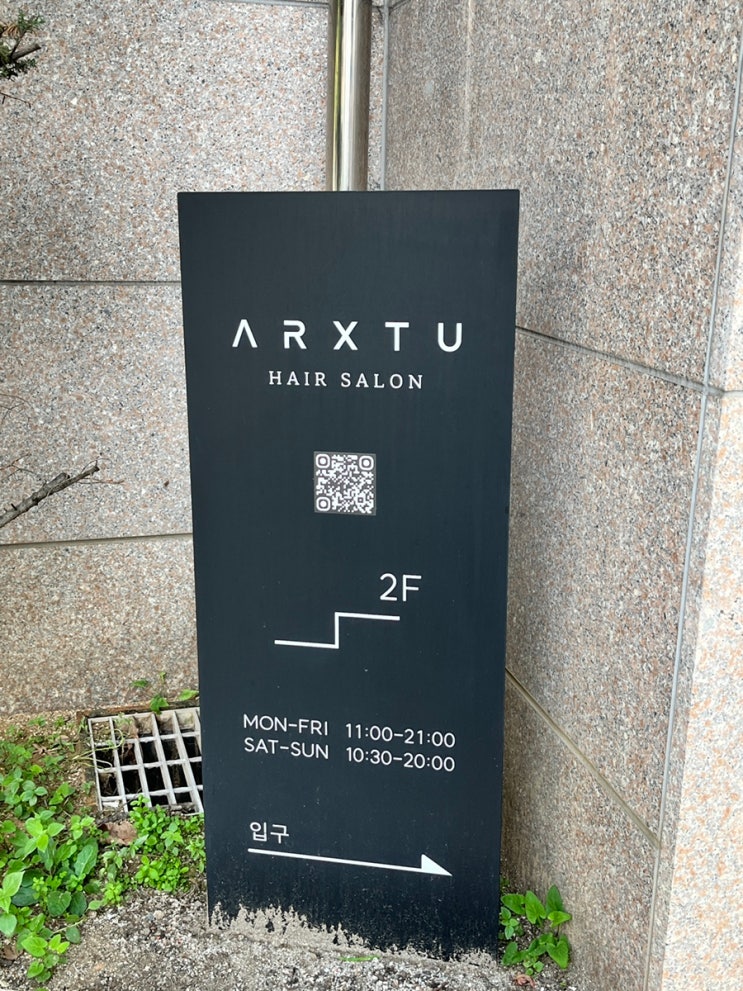 ARXTU
HAIR SALON
2F
MON-FRI 11:00-21:00
SAT-SUN 10:30-20:00
입구